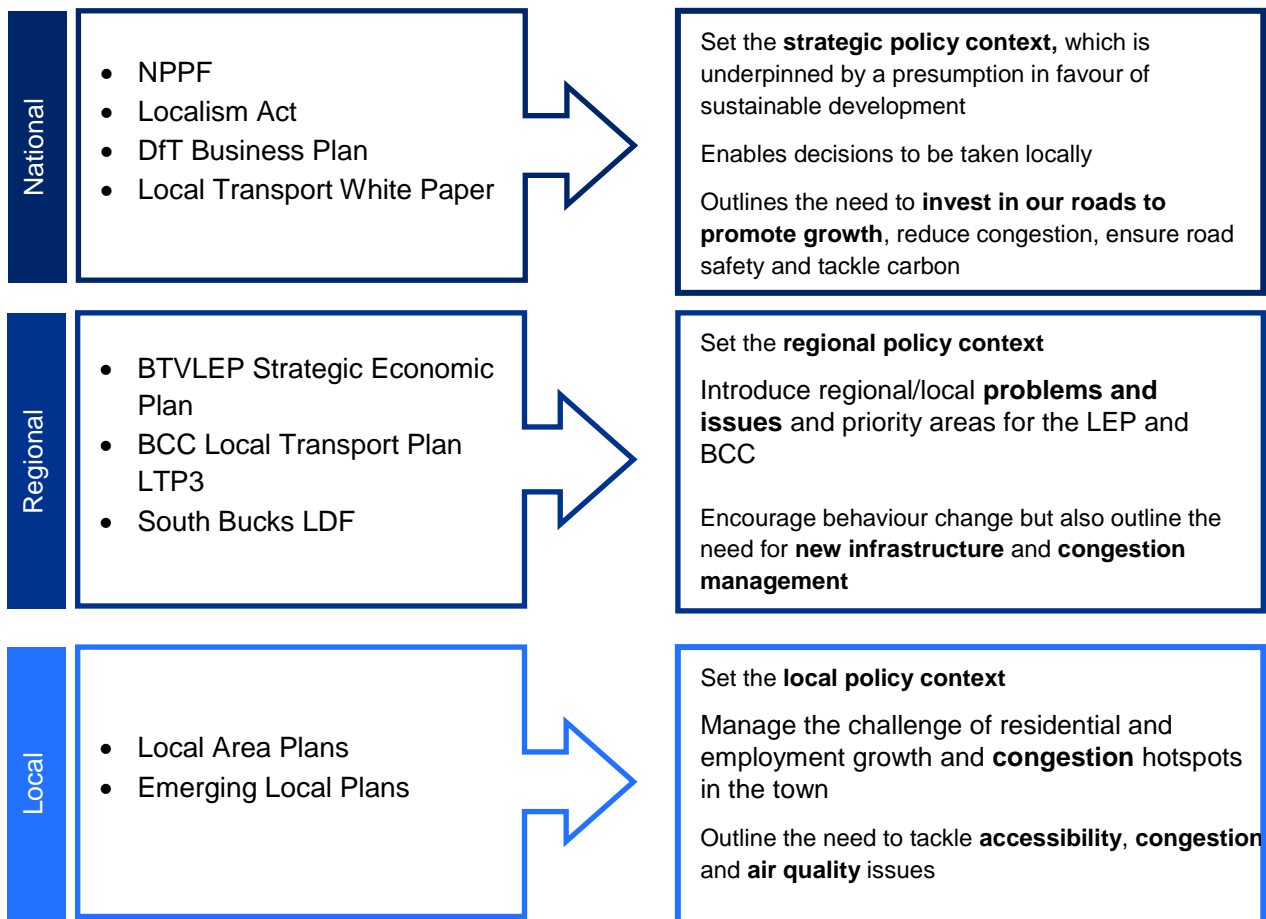 National
• NPPF
• Localism Act
• DfT Business Plan
• Local Transport White Paper
Set the strategic policy context, which is
underpinned by a presumption in favour of
sustainable development
Enables decisions to be taken locally
Outlines the need to invest in our roads to
promote growth, reduce congestion, ensure road
safety and tackle carbon
Regional
• BTVLEP Strategic Economic
Plan
• BCC Local Transport Plan
LTP3
• South Bucks LDF
Set the regional policy context
Introduce regional/local problems and
issues and priority areas for the LEP and
BCC
Encourage behaviour change but also outline the
need for new infrastructure and congestion
management
Local
• Local Area Plans
• Emerging Local Plans
Set the local policy context
Manage the challenge of residential and
employment growth and congestion hotspots
in the town
Outline the need to tackle accessibility, congestion
and air quality issues